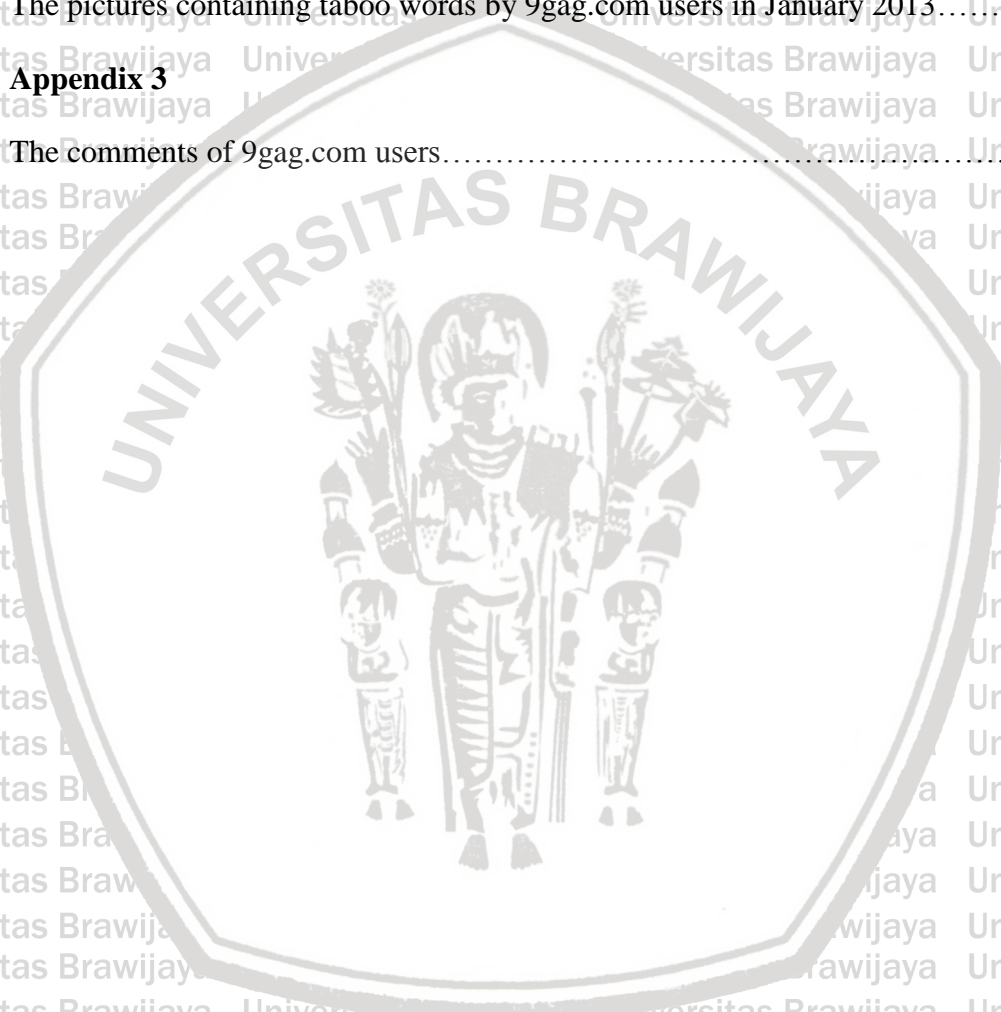 The pictures containing taboo words by 9gag.com users in January 2013……
Appendix 3
The comments of 9gag.com users……………………………………………………
UNIVERSITAS BRAWIJAYA